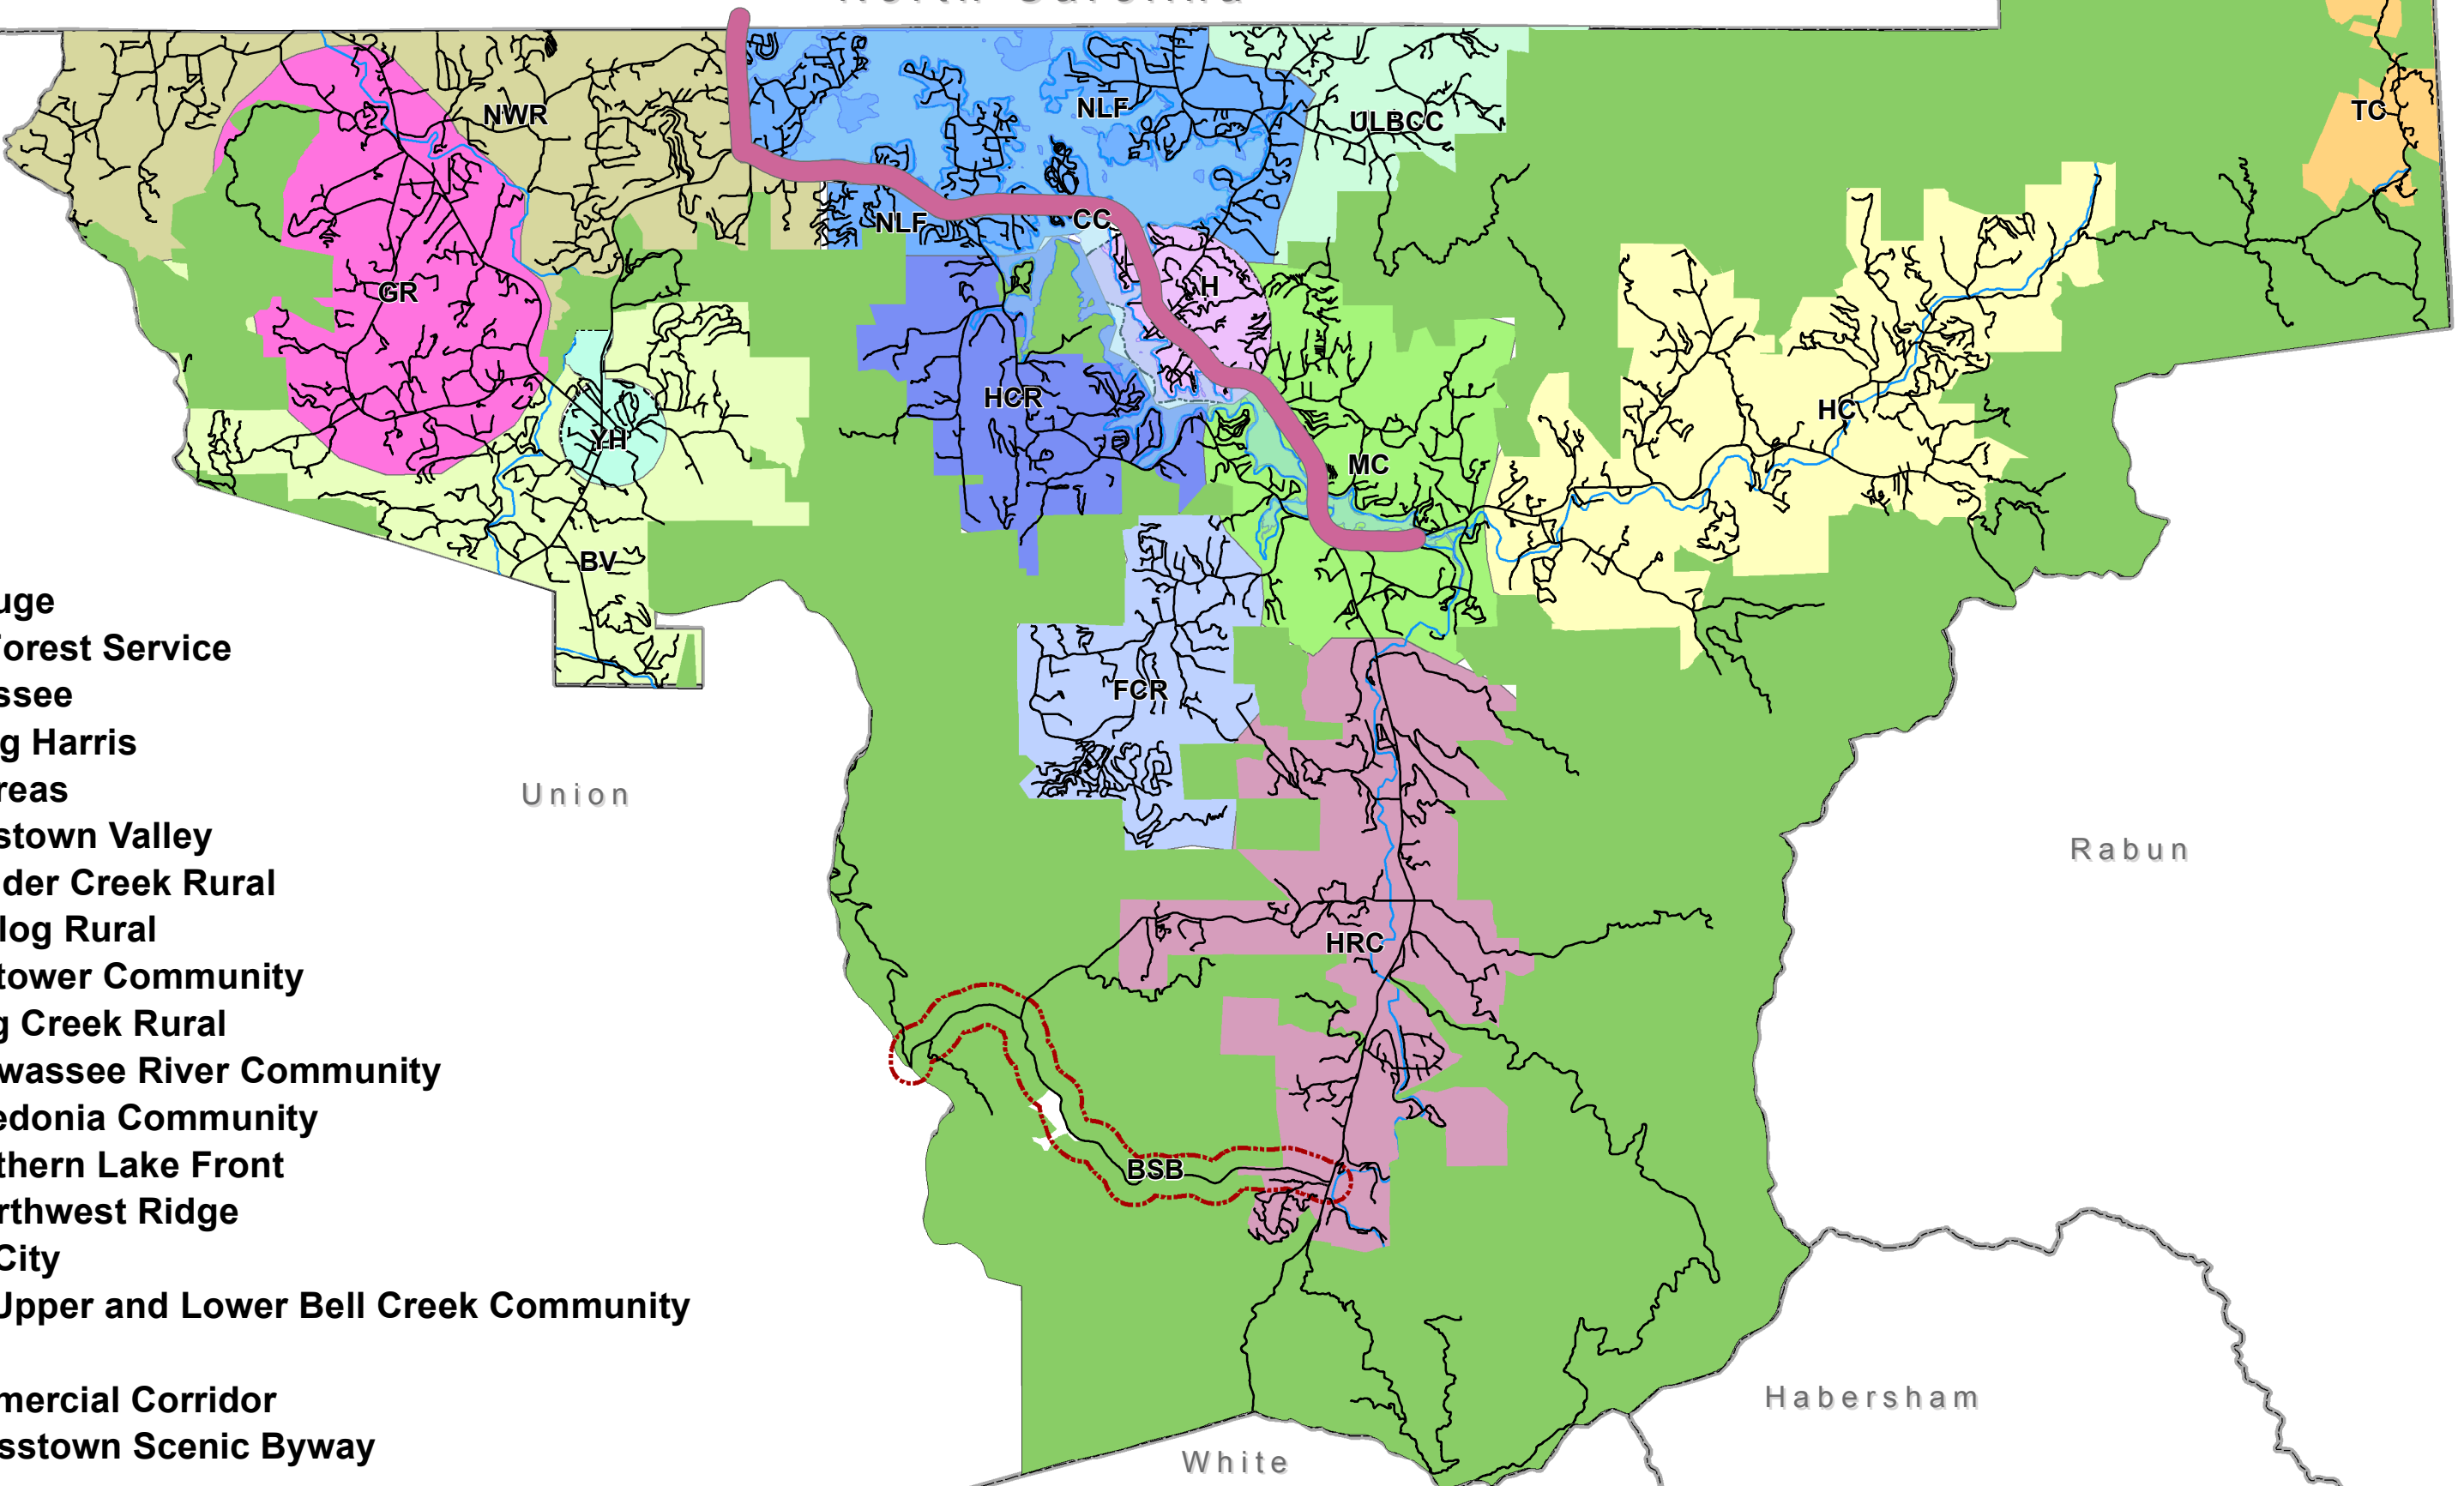 North Carolina
NWR
NLF
ULBCC
TC
NLF
CC
H
GR
HCR
HC
YH
MC
BV
uge
Forest Service
ssee
g Harris
reas
stown Valley
der Creek Rural
log Rural
tower Community
g Creek Rural
wassee River Community
edonia Community
thern Lake Front
rthwest Ridge
City
Upper and Lower Bell Creek Community
mercial Corridor
sstown Scenic Byway
FCR
Union
Rabun
HRC
BSB
Habersham
White